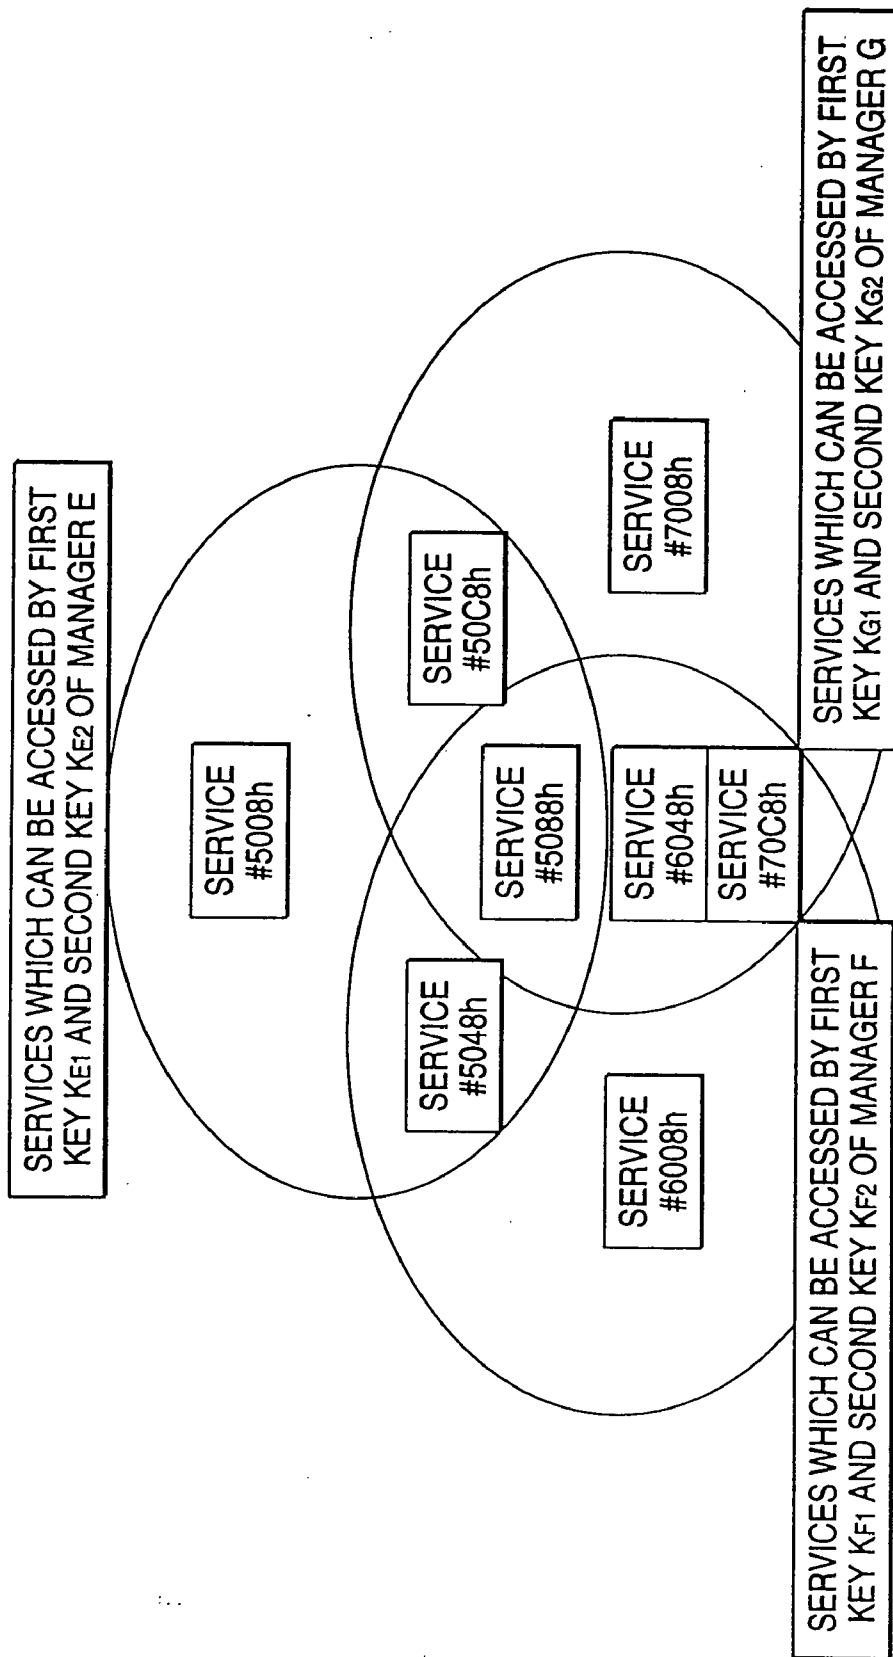 SERVICES WHICH CAN BE ACCESSED BY FIRST
KEY KE1 AND SECOND KEY KE2 OF MANAGER E
SERVICE
#5008h
SERVICE
#5048h
SERVICE
#50C8h
SERVICE
#5088h
SERVICE
#6008h
SERVICE
#6048h
SERVICE
#70C8h
SERVICE
#7008h
SERVICES WHICH CAN BE ACCESSED BY FIRST
KEY KF1 AND SECOND KEY KF2 OF MANAGER F
SERVICES WHICH CAN BE ACCESSED BY FIRST
KEY KG1 AND SECOND KEY KG2 OF MANAGER G